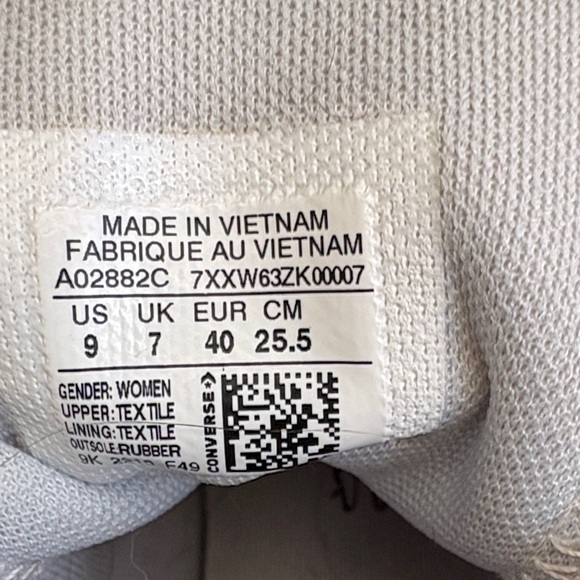 MADE IN VIETNAM
FABRIQUE AU VIETNAM
A02882C 7XXW63ZK00007
US UK EUR CM
9 7 40 25.5
GENDER: WOMEN
UPPER: TEXTILE
LINING: TEXTILE
OUTSOLE: RUBBER
9K
CONVERSE